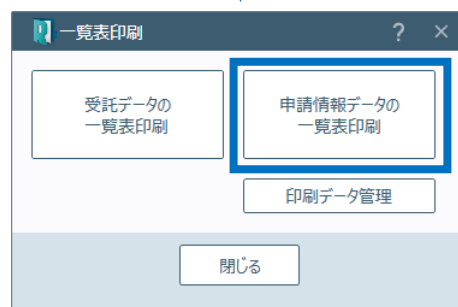 一覧表印刷
?
×
受託データの
一覧表印刷
申請情報データの
一覧表印刷
印刷データ管理
閉じる